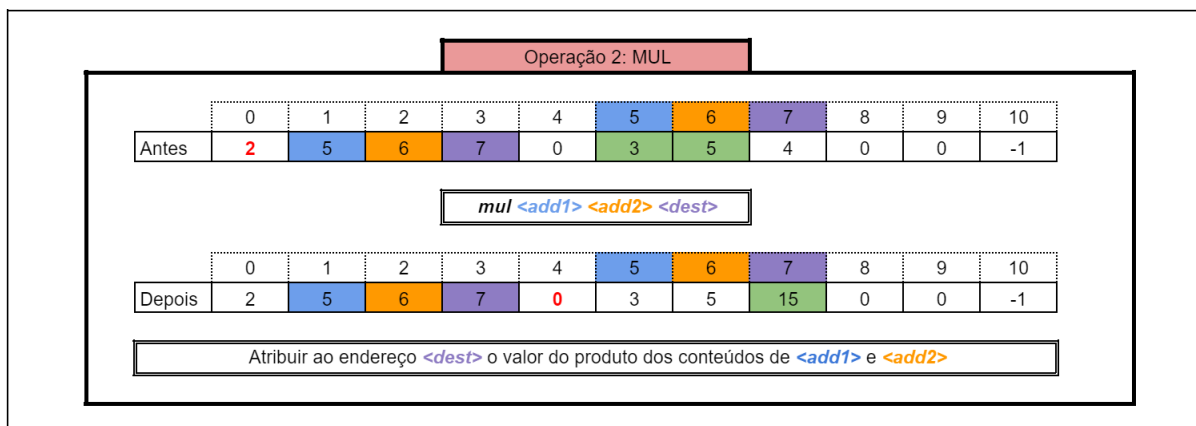 Operação 2: MUL
0 1 2 3 4 5 6 7 8 9 10
Antes 2 5 6 7 0 3 5 4 0 0 -1
mul <add1> <add2> <dest>
0 1 2 3 4 5 6 7 8 9 10
Depois 2 5 6 7 0 3 5 15 0 0 -1
Atribuir ao endereço <dest> o valor do produto dos conteúdos de <add1> e <add2>